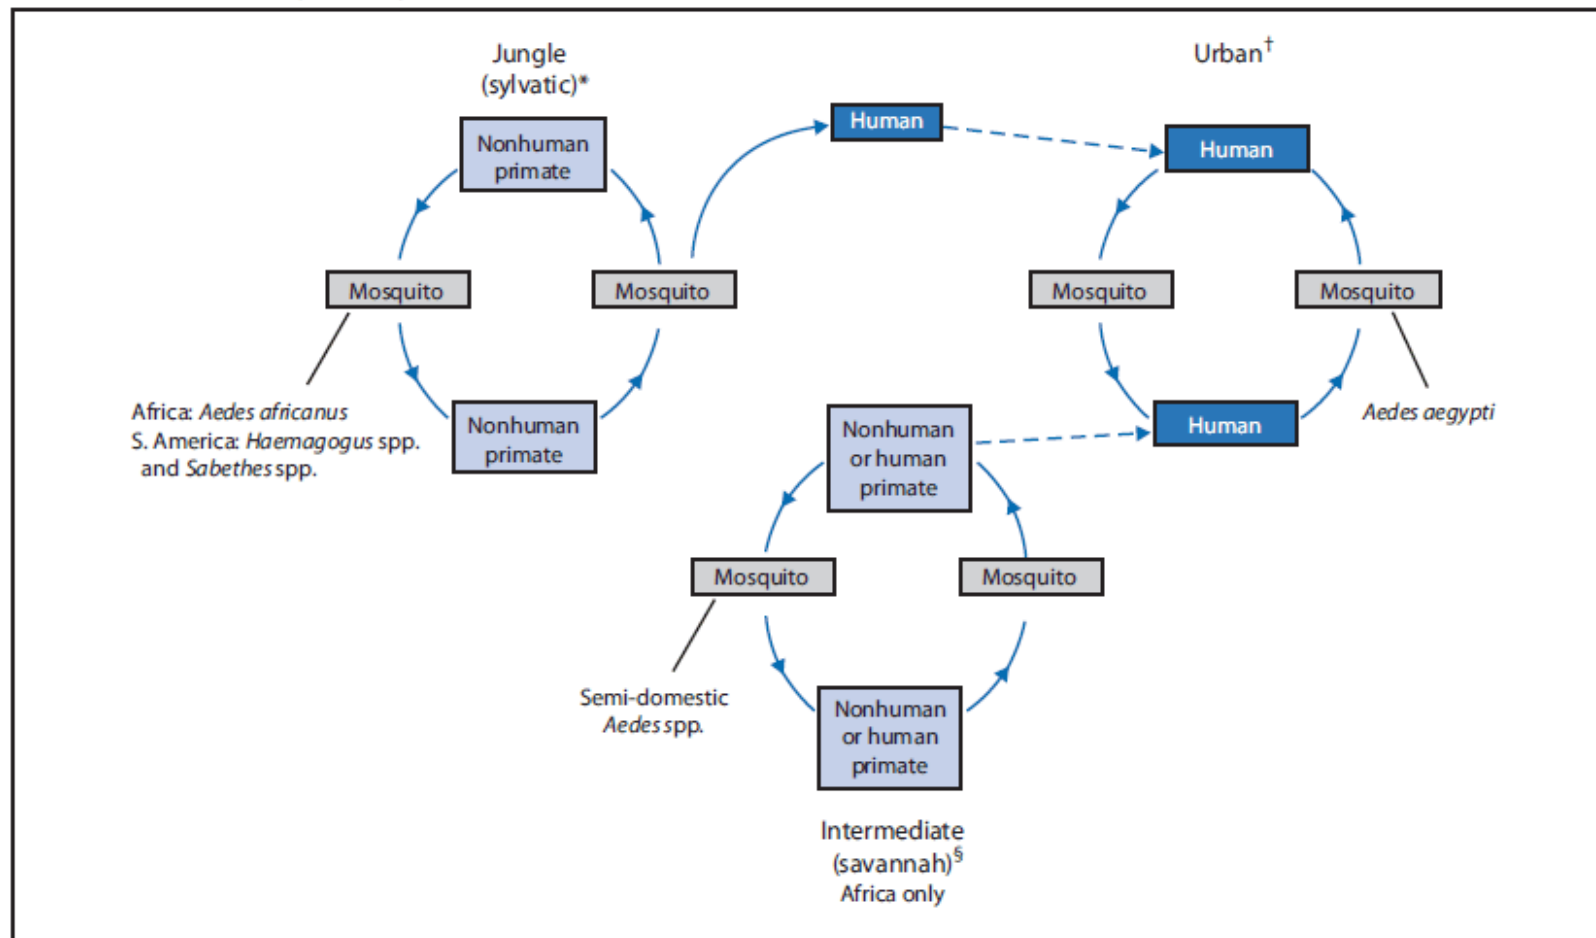 Jungle
(sylvatic)*
Urban†
Human
Nonhuman
primate
Human
Mosquito
Mosquito
Mosquito
Mosquito
Africa: Aedes africanus
S. America: Haemagogus spp.
and Sabethes spp.
Nonhuman
primate
Nonhuman
or human
primate
Human
Aedes aegypti
Mosquito
Mosquito
Semi-domestic
Aedes spp.
Nonhuman
or human
primate
Intermediate
(savannah)§
Africa only